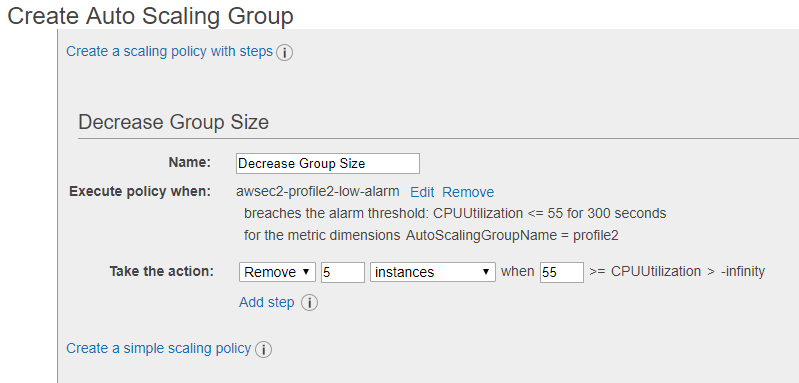 Create Auto Scaling Group
Create a scaling policy with steps i
Decrease Group Size
Name: Decrease Group Size
Execute policy when: awsec2-profile2-low-alarm Edit Remove
breaches the alarm threshold: CPUUtilization <= 55 for 300 seconds
for the metric dimensions AutoScalingGroupName = profile2
Take the action: Remove 5 instances when 55 >= CPUUtilization > -infinity
Add step i
Create a simple scaling policy i